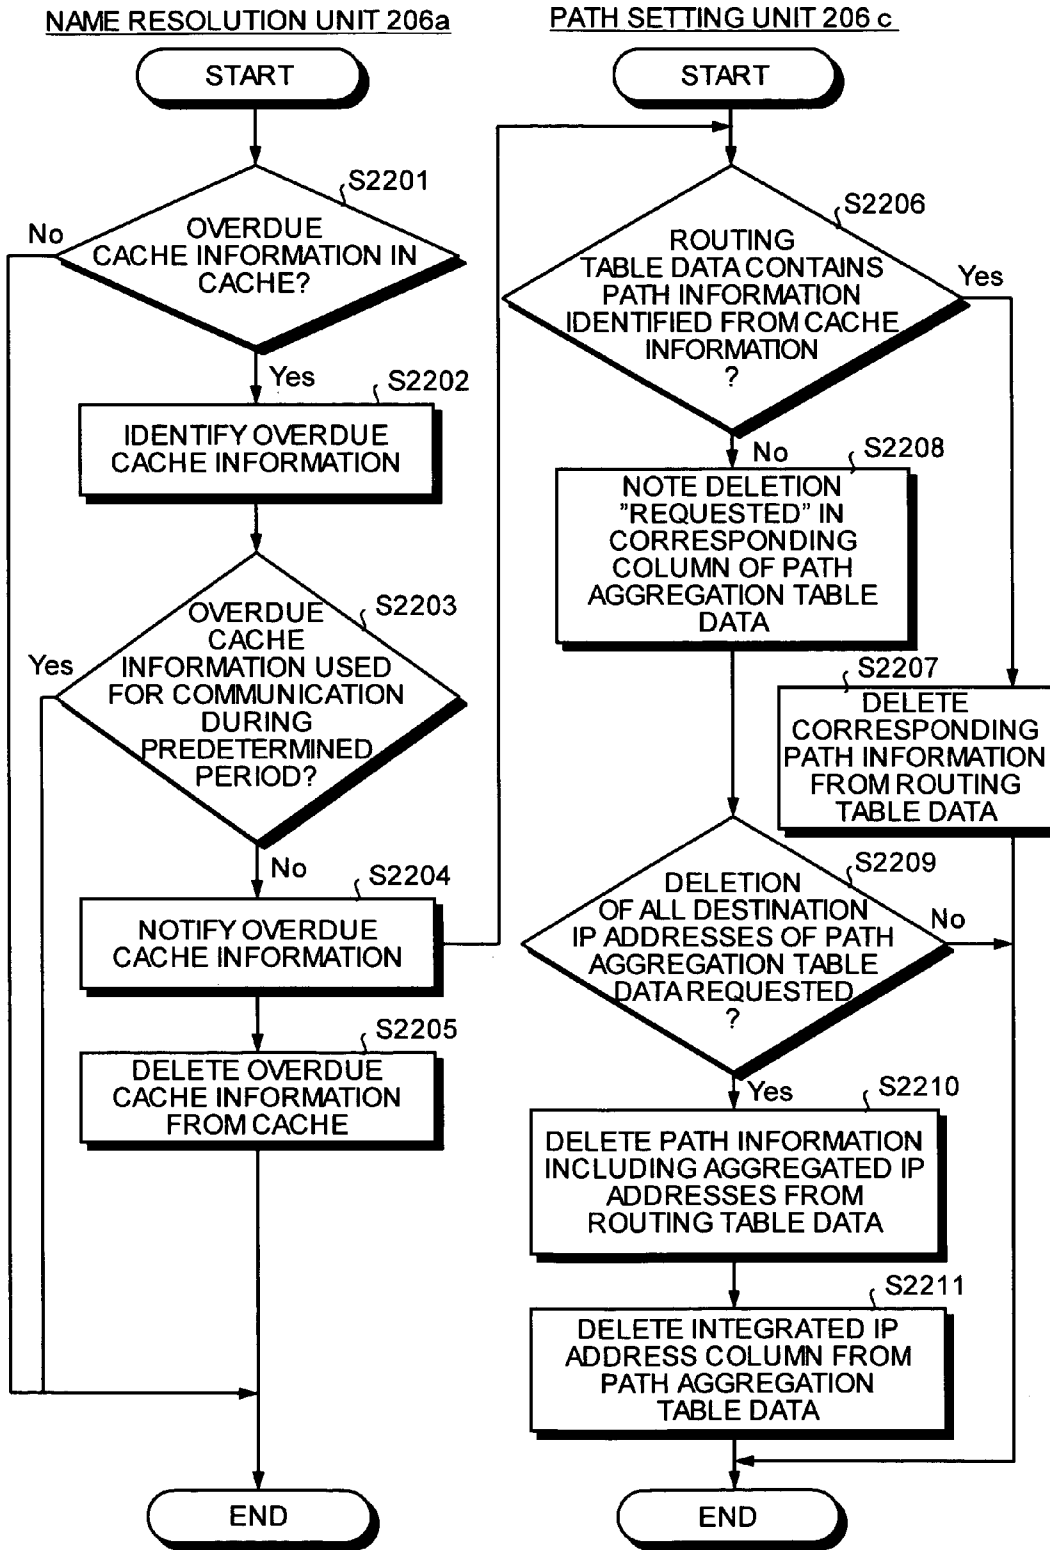 NAME RESOLUTION UNIT 206a
START
S2201
OVERDUE
CACHE INFORMATION IN
CACHE?
No
Yes
S2202
IDENTIFY OVERDUE
CACHE INFORMATION
S2203
OVERDUE
CACHE
INFORMATION USED
FOR COMMUNICATION
DURING
PREDETERMINED
PERIOD?
Yes
No
S2204
NOTIFY OVERDUE
CACHE INFORMATION
S2205
DELETE OVERDUE
CACHE INFORMATION
FROM CACHE
END
PATH SETTING UNIT 206 c
START
S2206
ROUTING
TABLE DATA CONTAINS
PATH INFORMATION
IDENTIFIED FROM CACHE
INFORMATION
?
Yes
No
S2208
NOTE DELETION
"REQUESTED" IN
CORRESPONDING
COLUMN OF PATH
AGGREGATION TABLE
DATA
S2207
DELETE
CORRESPONDING
PATH INFORMATION
FROM ROUTING
TABLE DATA
S2209
DELETION
OF ALL DESTINATION
IP ADDRESSES OF PATH
AGGREGATION TABLE
DATA REQUESTED
?
No
Yes
S2210
DELETE PATH INFORMATION
INCLUDING AGGREGATED IP
ADDRESSES FROM
ROUTING TABLE DATA
S2211
DELETE INTEGRATED IP
ADDRESS COLUMN FROM
PATH AGGREGATION
TABLE DATA
END